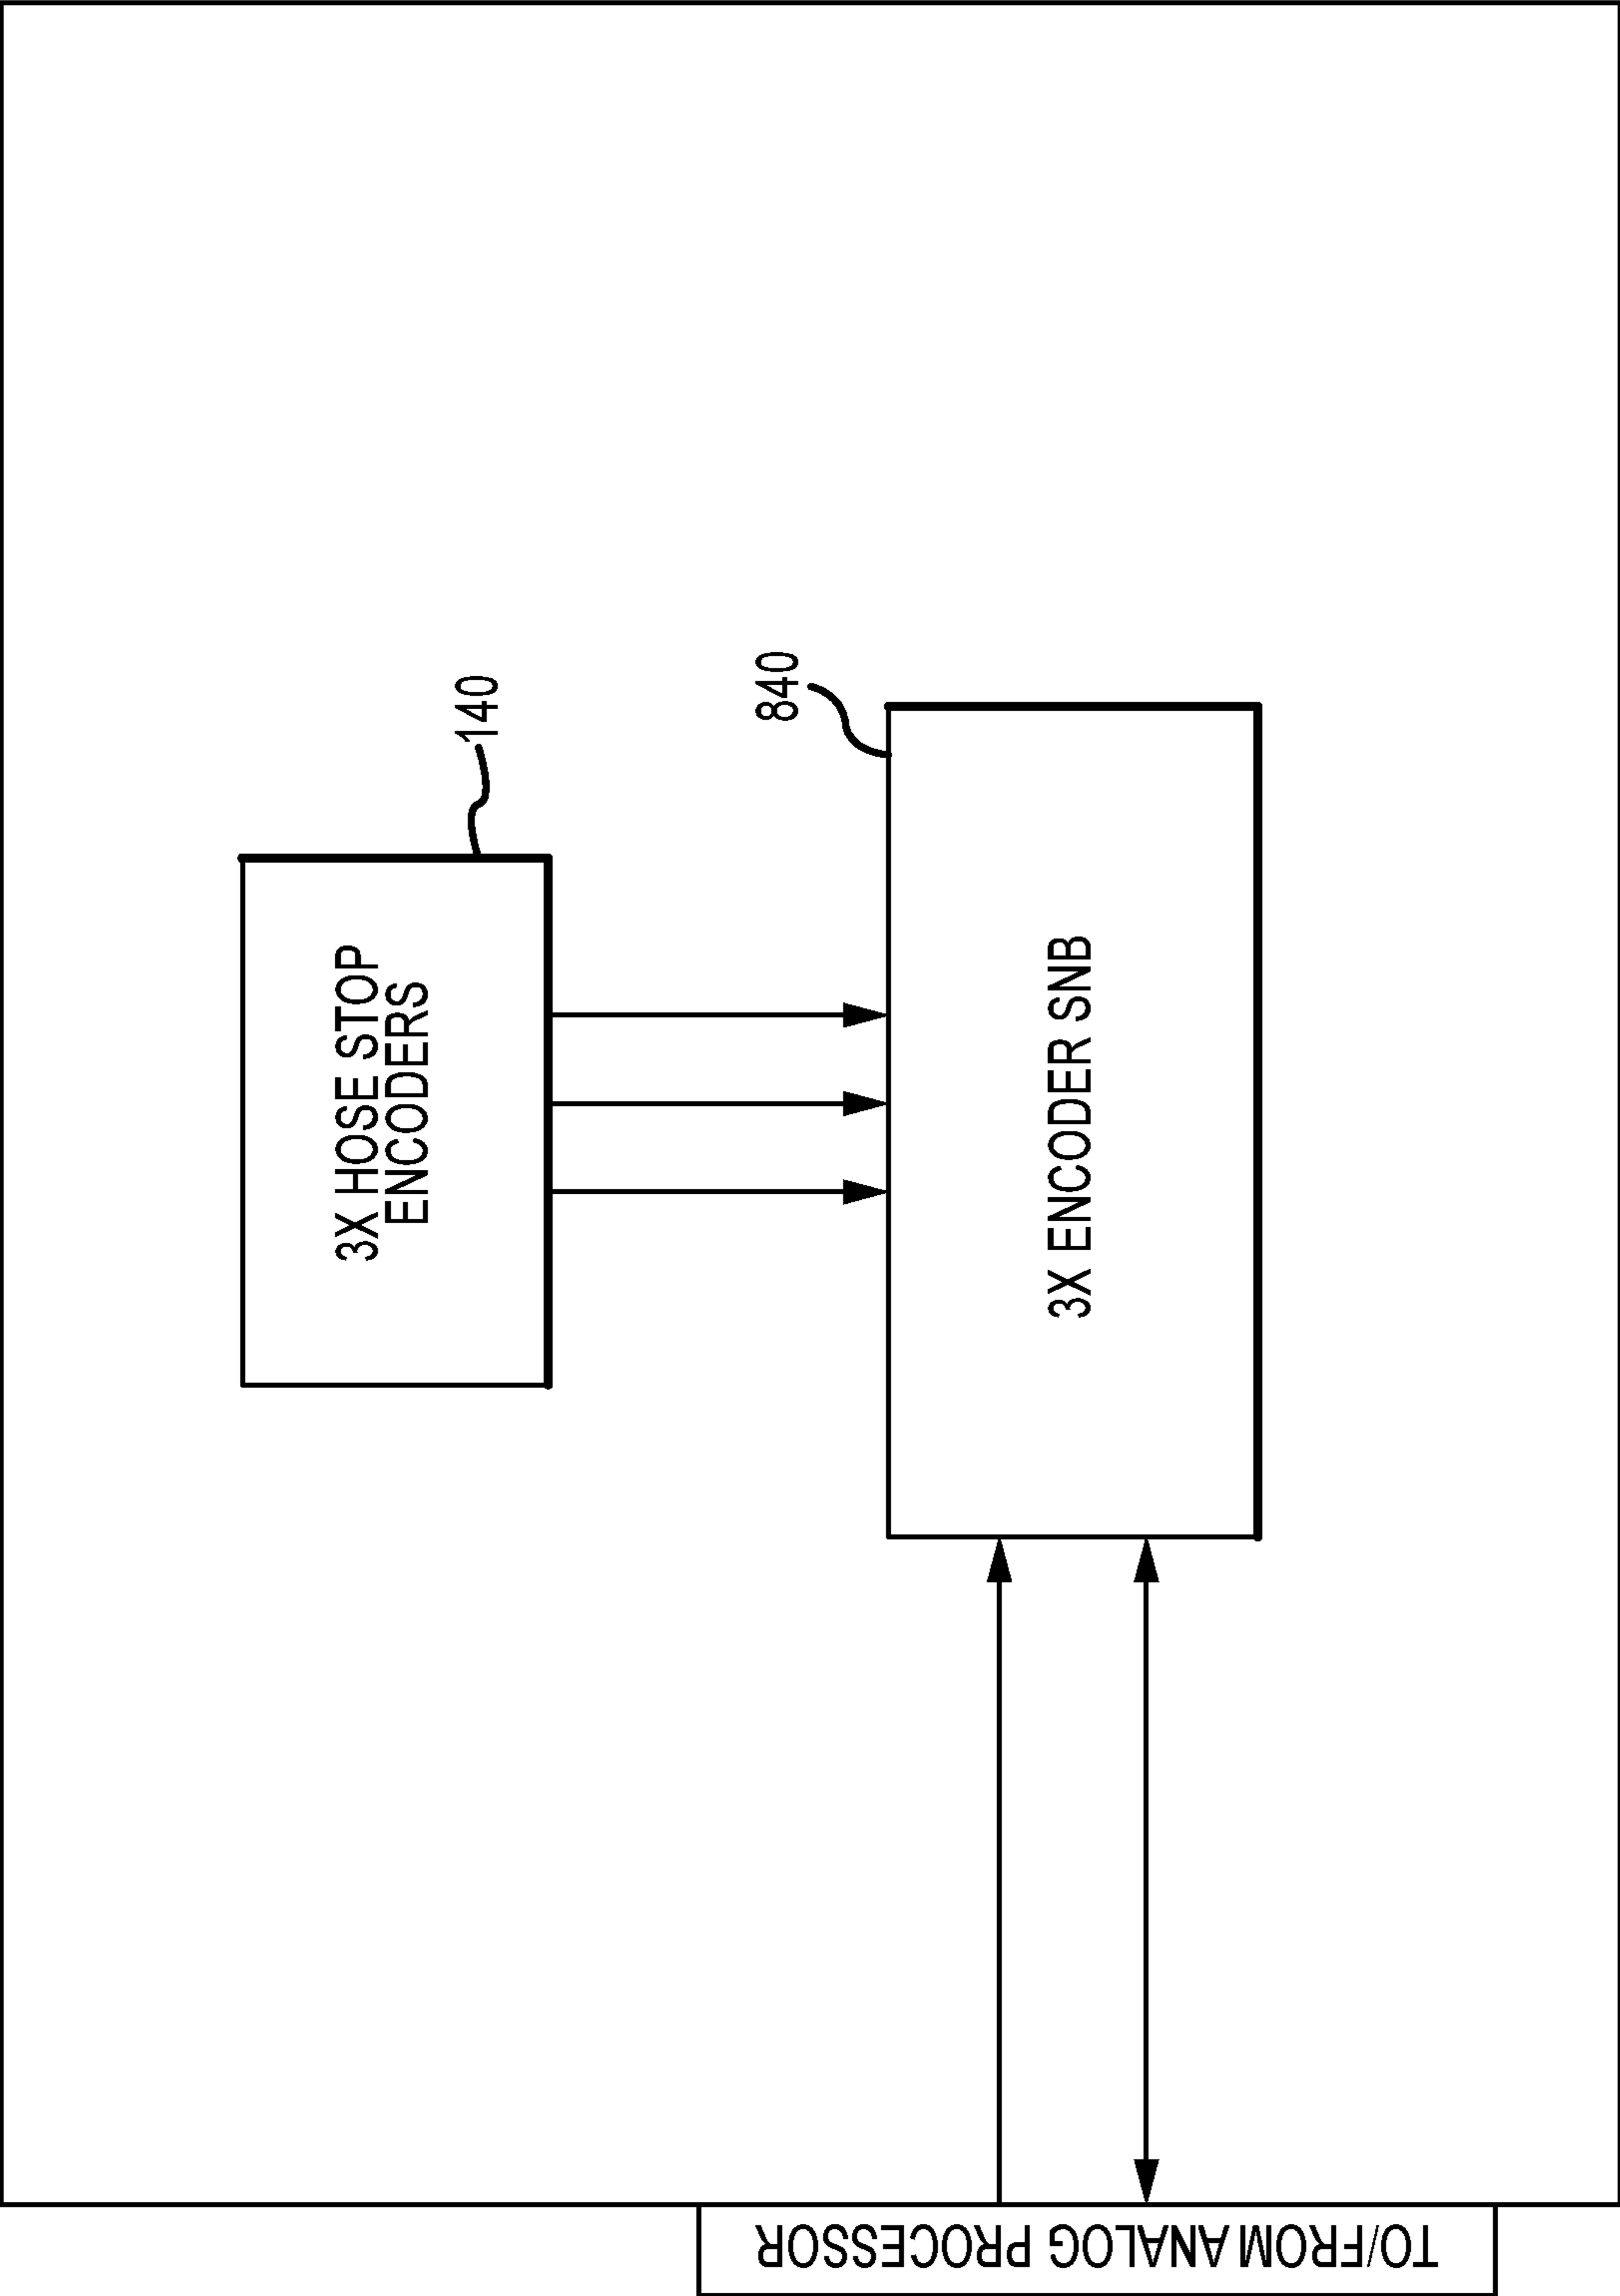 3X HOSE STOP
ENCODERS
140
840
3X ENCODER SNB
TO/FROM ANALOG PROCESSOR